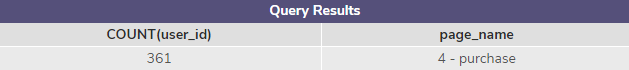 Query Results
COUNT(user_id) page_name
361 4 - purchase